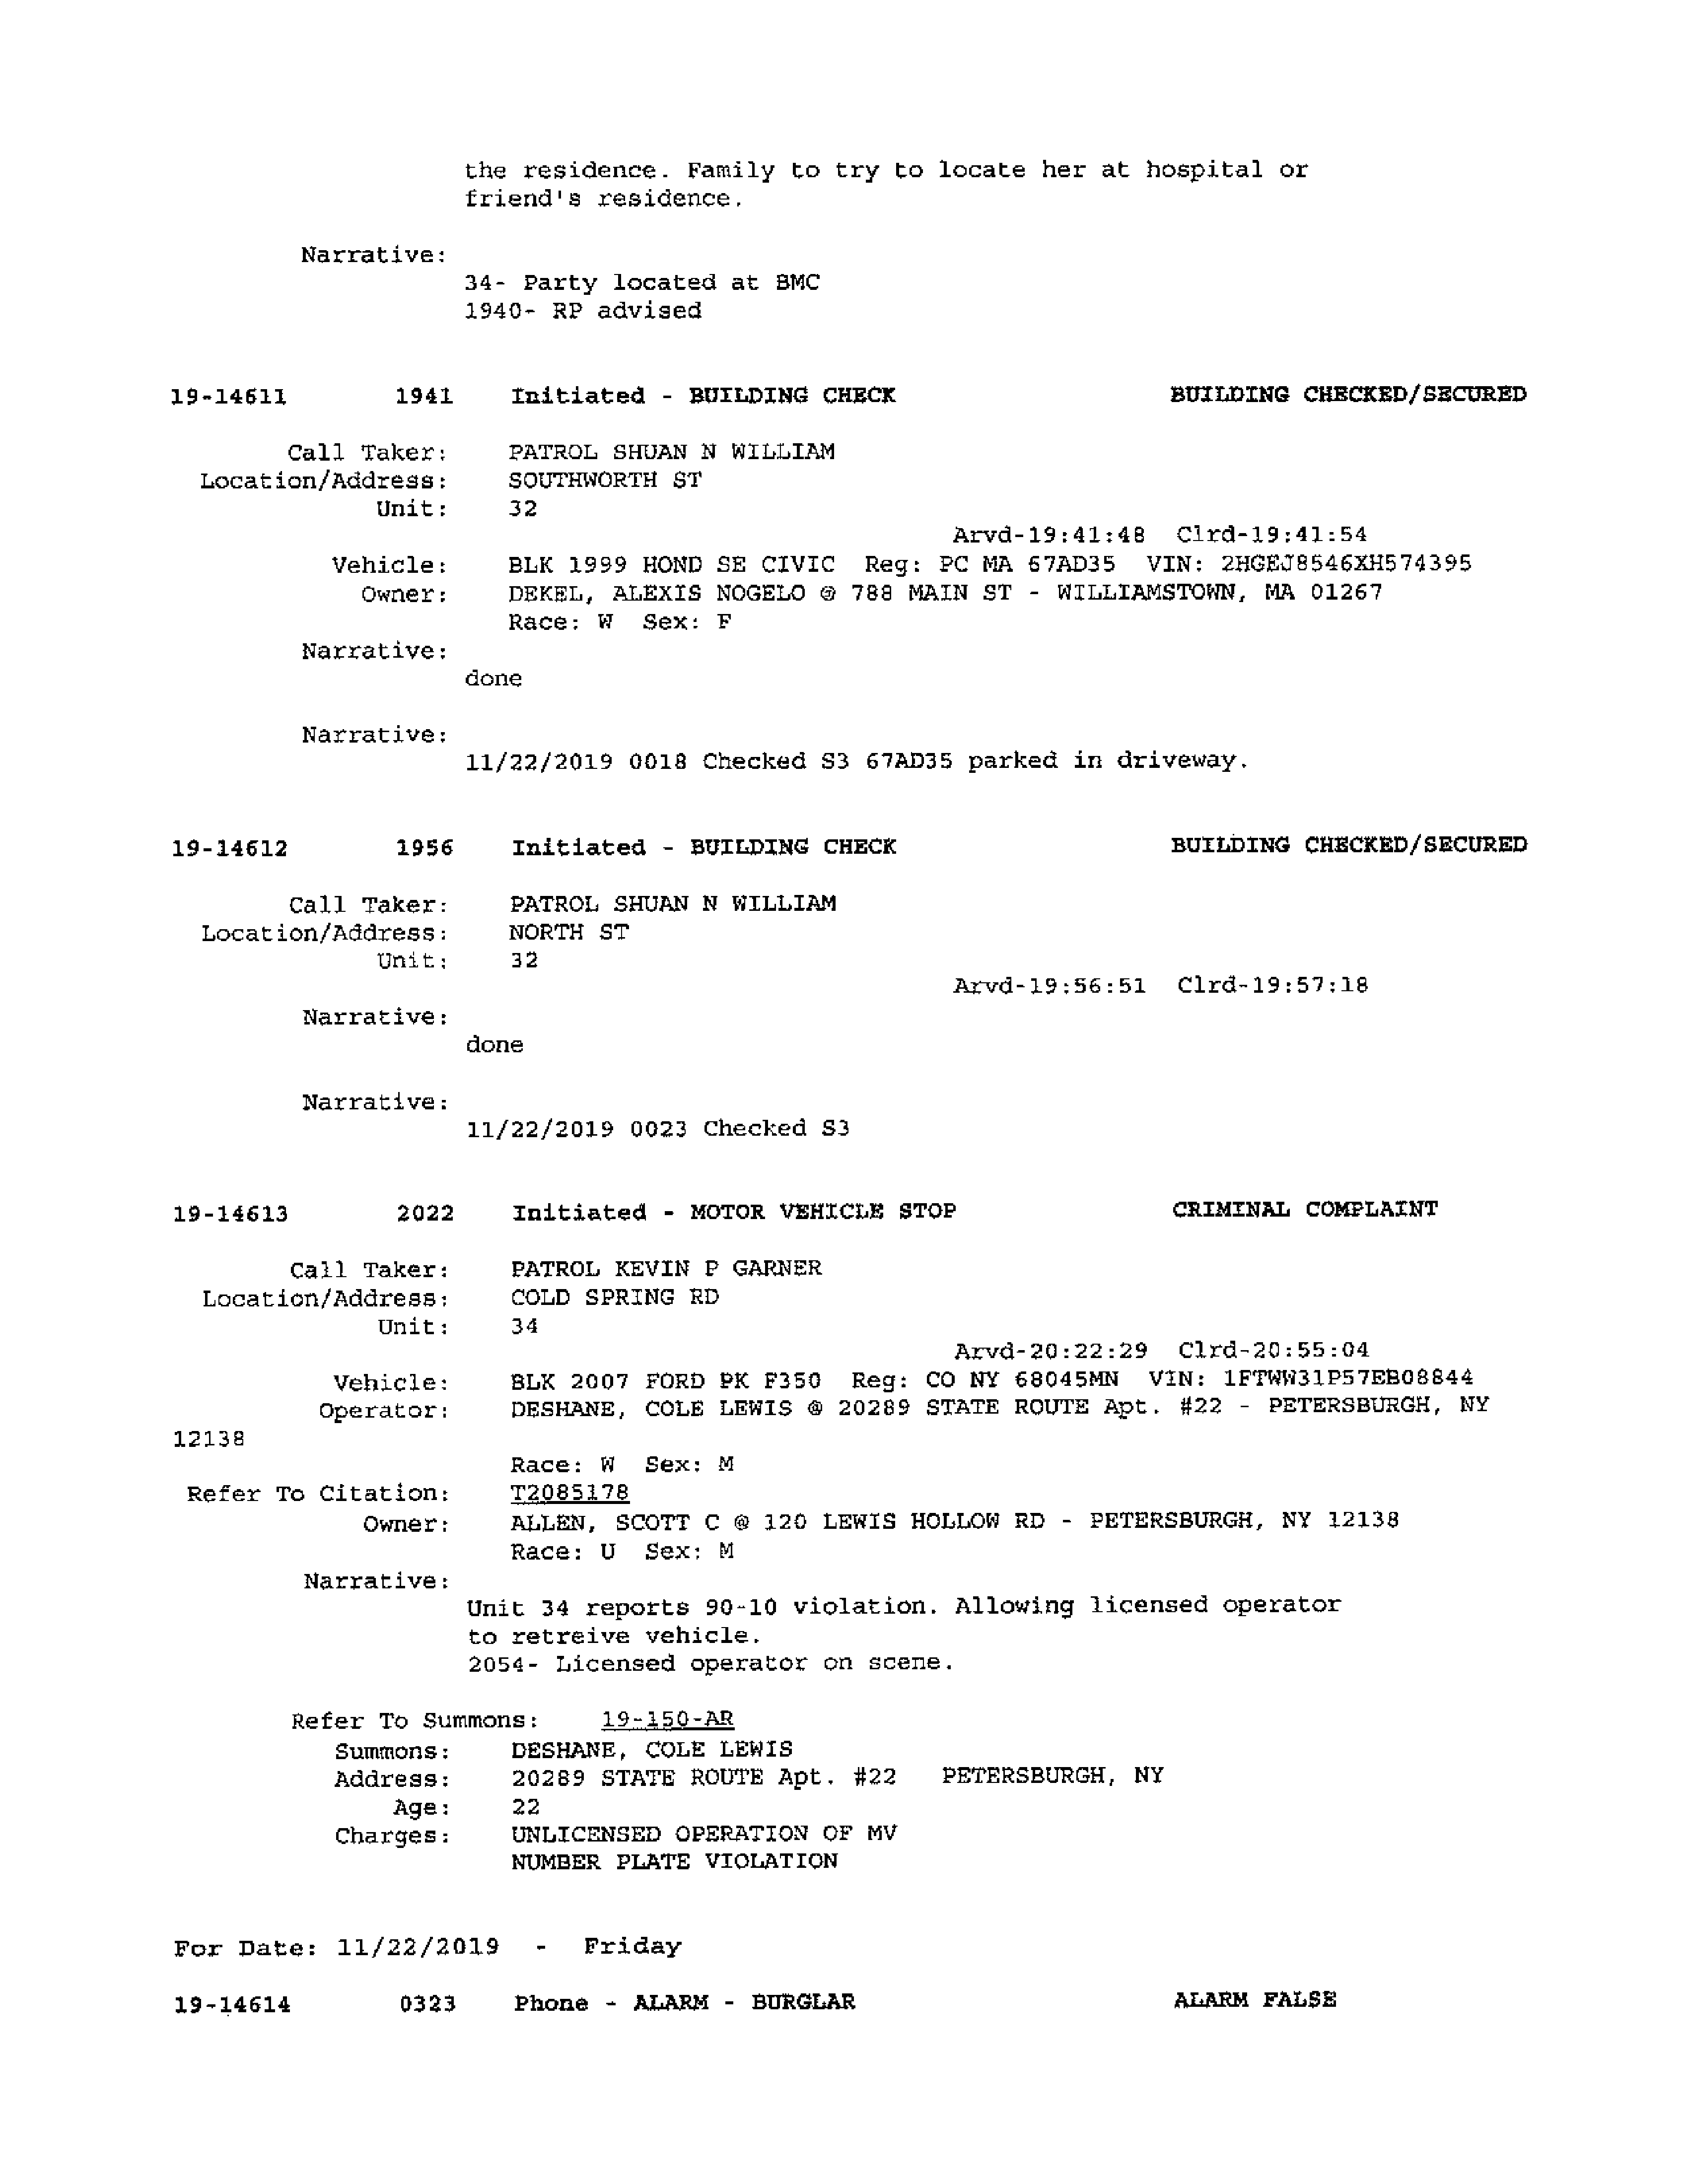 the residence. Family to try to locate her at hospital or
friend's residence.
Narrative:
34- Party located at BMC
1940- RP advised
19-14611 1941 Initiated - BUILDING CHECK BUILDING CHECKED/SECURED
Call Taker: PATROL SHUAN N WILLIAM
Location/Address: SOUTHWORTH ST
Unit: 32
Arvd-19:41:48 Clrd-19:41:54
Vehicle: BLK 1999 HOND SE CIVIC Reg: PC MA 67AD35 VIN: 2HGEJ8546XH574395
Owner: DEKEL, ALEXIS NOGELO @ 788 MAIN ST - WILLIAMSTOWN, MA 01267
Race: W Sex: F
Narrative:
done
Narrative:
11/22/2019 0018 Checked S3 67AD35 parked in driveway.
19-14612 1956 Initiated - BUILDING CHECK BUILDING CHECKED/SECURED
Call Taker: PATROL SHUAN N WILLIAM
Location/Address: NORTH ST
Unit: 32
Arvd-19:56:51 Clrd-19:57:18
Narrative:
done
Narrative:
11/22/2019 0023 Checked S3
19-14613 2022 Initiated - MOTOR VEHICLE STOP CRIMINAL COMPLAINT
Call Taker: PATROL KEVIN P GARNER
Location/Address: COLD SPRING RD
Unit: 34
Arvd-20:22:29 Clrd-20:55:04
Vehicle: BLK 2007 FORD PK F350 Reg: CO NY 68045MN VIN: 1FTWW31P57EB08844
Operator: DESHANE, COLE LEWIS @ 20289 STATE ROUTE Apt. #22 - PETERSBURGH, NY
12138
Race: W Sex: M
Refer To Citation: T2085178
Owner: ALLEN, SCOTT C @ 120 LEWIS HOLLOW RD - PETERSBURGH, NY 12138
Race: U Sex: M
Narrative:
Unit 34 reports 90-10 violation. Allowing licensed operator
to retreive vehicle.
2054- Licensed operator on scene.
Refer To Summons: 19-150-AR
Summons: DESHANE, COLE LEWIS
Address: 20289 STATE ROUTE Apt. #22 PETERSBURGH, NY
Age: 22
Charges: UNLICENSED OPERATION OF MV
NUMBER PLATE VIOLATION
For Date: 11/22/2019 - Friday
19-14614 0323 Phone - ALARM - BURGLAR ALARM FALSE